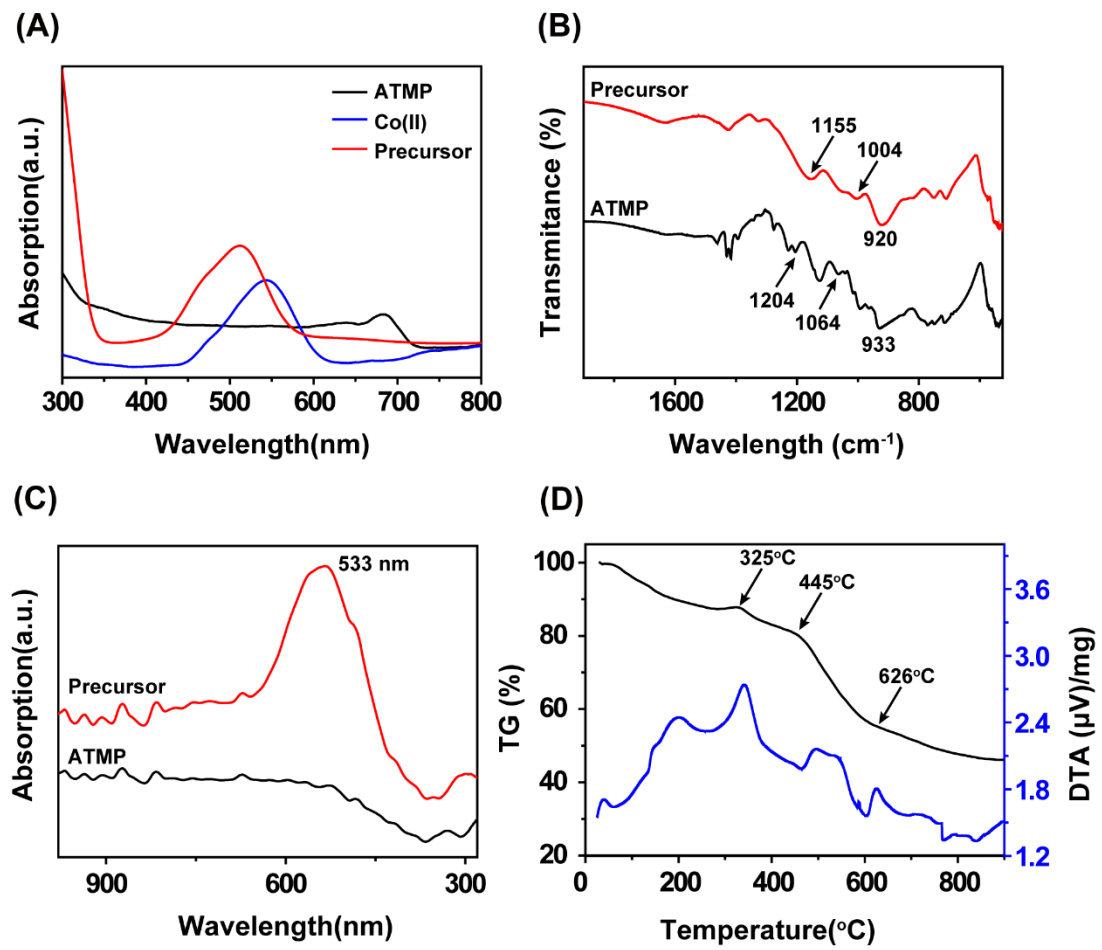 (A)
ATMP
Co(II)
Precursor
Absorption(a.u.)
300 400 500 600 700 800
Wavelength(nm)
(B)
Precursor
1155
1004
920
ATMP
1204
1064
933
Transmitance (%)
1600 1200 800
Wavelength (cm⁻¹)
(C)
533 nm
Precursor
ATMP
Absorption(a.u.)
900 600 300
Wavelength(nm)
(D)
100
80
60
40
20
TG (%)
325°C
445°C
626°C
3.6
3.0
2.4
1.8
1.2
DTA (μV)/mg
0 200 400 600 800
Temperature(°C)